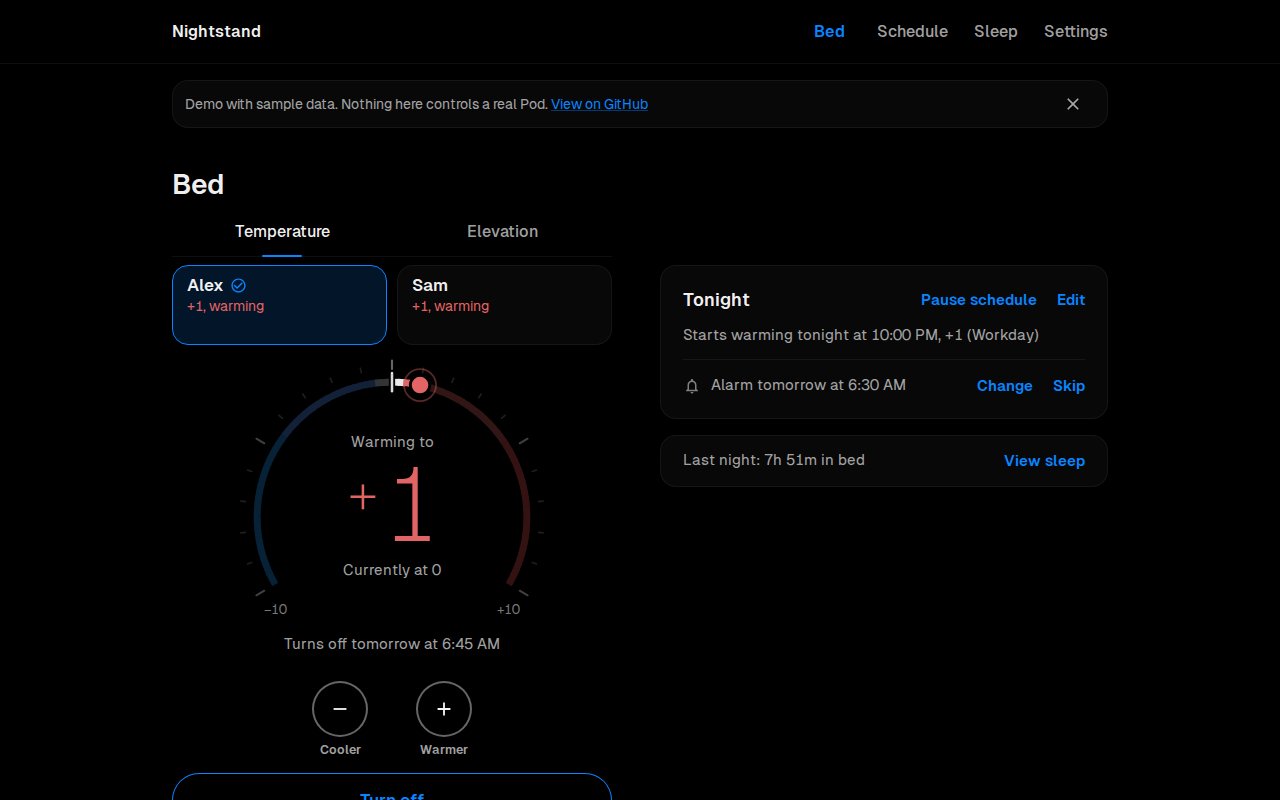 Nightstand
Bed Schedule Sleep Settings
Demo with sample data. Nothing here controls a real Pod. View on GitHub
Bed
Temperature Elevation
Alex
+1, warming
Sam
+1, warming
Warming to
+1
Currently at 0
−10 +10
Turns off tomorrow at 6:45 AM
Cooler Warmer
Turn off
Tonight Pause schedule Edit
Starts warming tonight at 10:00 PM, +1 (Workday)
Alarm tomorrow at 6:30 AM Change Skip
Last night: 7h 51m in bed View sleep